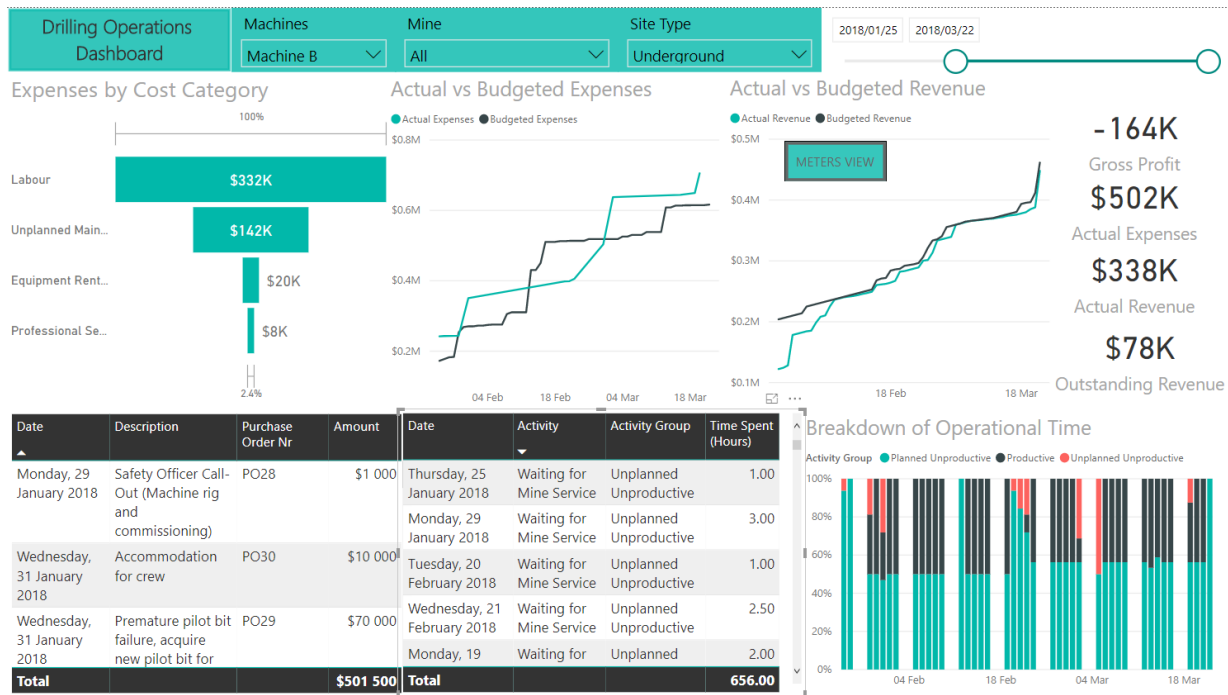 Drilling Operations
Dashboard
Machines
Machine B
Mine
All
Site Type
Underground
2018/01/25
2018/03/22
Expenses by Cost Category
100%
Labour
$332K
Unplanned Main...
$142K
Equipment Rent...
$20K
Professional Se...
$8K
2.4%
Actual vs Budgeted Expenses
Actual Expenses
Budgeted Expenses
$0.8M
$0.6M
$0.4M
$0.2M
04 Feb
18 Feb
04 Mar
18 Mar
Actual vs Budgeted Revenue
Actual Revenue
Budgeted Revenue
METERS VIEW
$0.5M
$0.4M
$0.3M
$0.2M
$0.1M
18 Feb
18 Mar
-164K
Gross Profit
$502K
Actual Expenses
$338K
Actual Revenue
$78K
Outstanding Revenue
Date Description Purchase Amount
Order Nr
Monday, 29 Safety Officer Call- PO28 $1 000
January 2018 Out (Machine rig
and
commissioning)
Wednesday, Accommodation PO30 $10 000
31 January for crew
2018
Wednesday, Premature pilot bit PO29 $70 000
31 January failure, acquire
2018 new pilot bit for
Total $501 500
Date Activity Activity Group Time Spent
(Hours)
Thursday, 25 Waiting for Unplanned 1.00
January 2018 Mine Service Unproductive
Monday, 29 Waiting for Unplanned 3.00
January 2018 Mine Service Unproductive
Tuesday, 20 Waiting for Unplanned 1.00
February 2018 Mine Service Unproductive
Wednesday, 21 Waiting for Unplanned 2.50
February 2018 Mine Service Unproductive
Monday, 19 Waiting for Unplanned 2.00
Total 656.00
Breakdown of Operational Time
Activity Group Planned Unproductive Productive Unplanned Unproductive
100%
80%
60%
40%
20%
0%
04 Feb
18 Feb
04 Mar
18 Mar